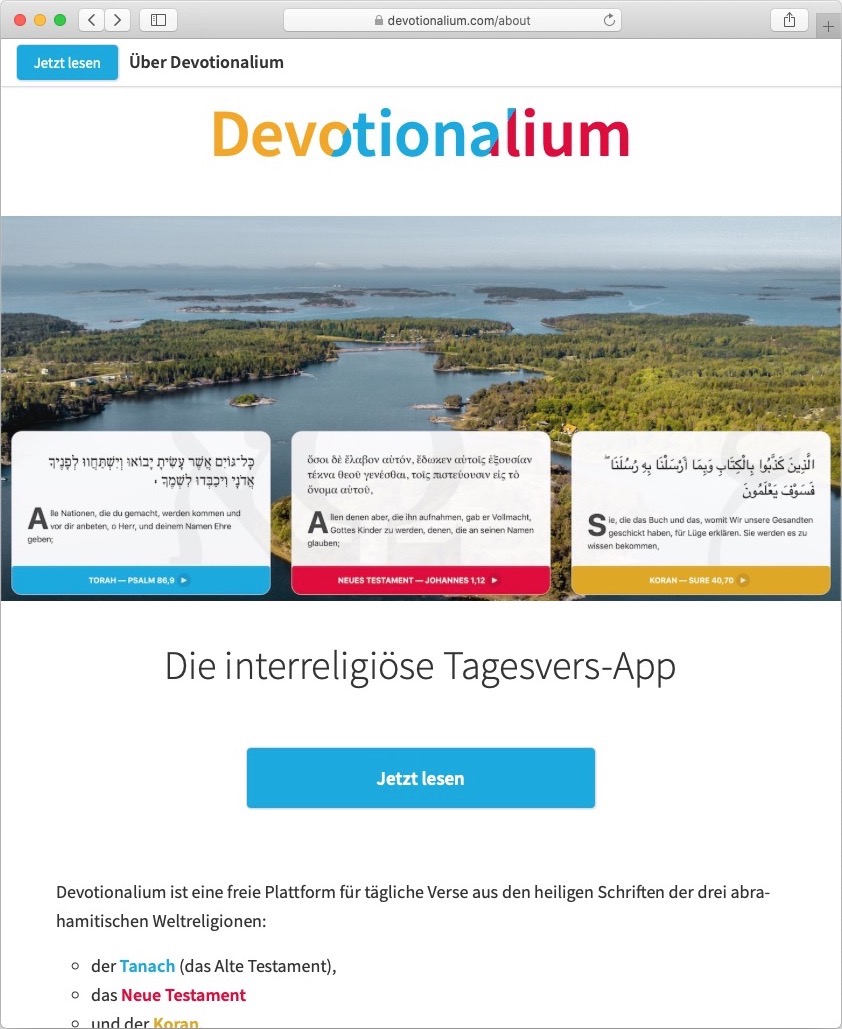 devotionalium.com/about
Jetzt lesen
Über Devotionalium
Devotionalium
כָּל־גּוֹיִם אֲשֶׁר עָשִׂיתָ יָבוֹאוּ וְיִשְׁתַּחֲווּ לְפָנֶיךָ
אֲדֹנָי וִיכַבְּדוּ לִשְׁמֶךָ ׃
Alle Nationen, die du gemacht, werden kommen und
vor dir anbeten, o Herr, und deinem Namen Ehre
geben;
TORAH — PSALM 86,9
ὅσοι δὲ ἔλαβον αὐτόν, ἔδωκεν αὐτοῖς ἐξουσίαν
τέκνα θεοῦ γενέσθαι, τοῖς πιστεύουσιν εἰς τὸ
ὄνομα αὐτοῦ,
Allen denen aber, die ihn aufnahmen, gab er Vollmacht,
Gottes Kinder zu werden, denen, die an seinen Namen
glauben;
NEUES TESTAMENT — JOHANNES 1,12
الَّذِينَ كَذَّبُوا بِالْكِتَابِ وَبِمَا أَرْسَلْنَا بِهِ رُسُلَنَا ۖ
فَسَوْفَ يَعْلَمُونَ
Sie, die das Buch und das, womit Wir unsere Gesandten
geschickt haben, für Lüge erklären. Sie werden es zu
wissen bekommen,
KORAN — SURE 40,70
Die interreligiöse Tagesvers-App
Jetzt lesen
Devotionalium ist eine freie Plattform für tägliche Verse aus den heiligen Schriften der drei abra-
hamitischen Weltreligionen:
der Tanach (das Alte Testament),
das Neue Testament
und der Koran